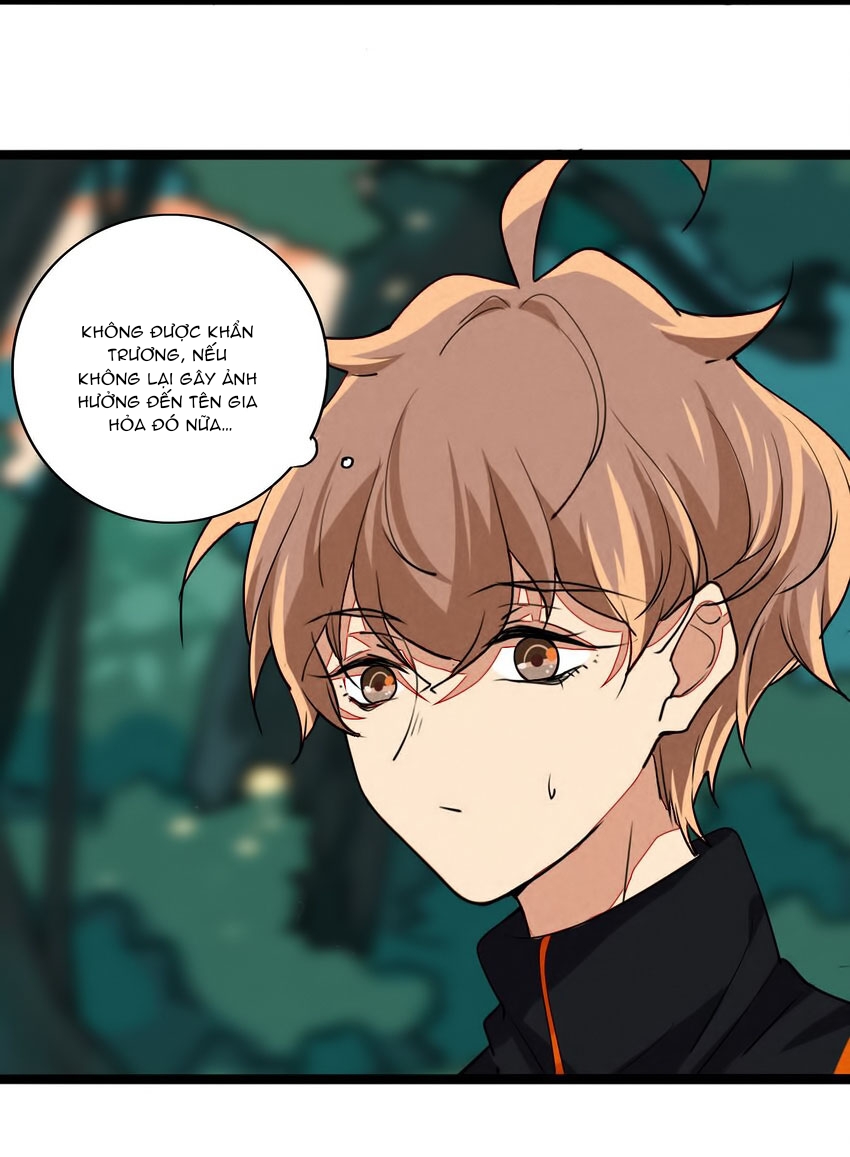 KHÔNG ĐƯỢC KHẨN
TRƯƠNG, NẾU
KHÔNG LẠI GÂY ẢNH
HƯỞNG ĐẾN TÊN GIA
HỎA ĐÓ NỮA...